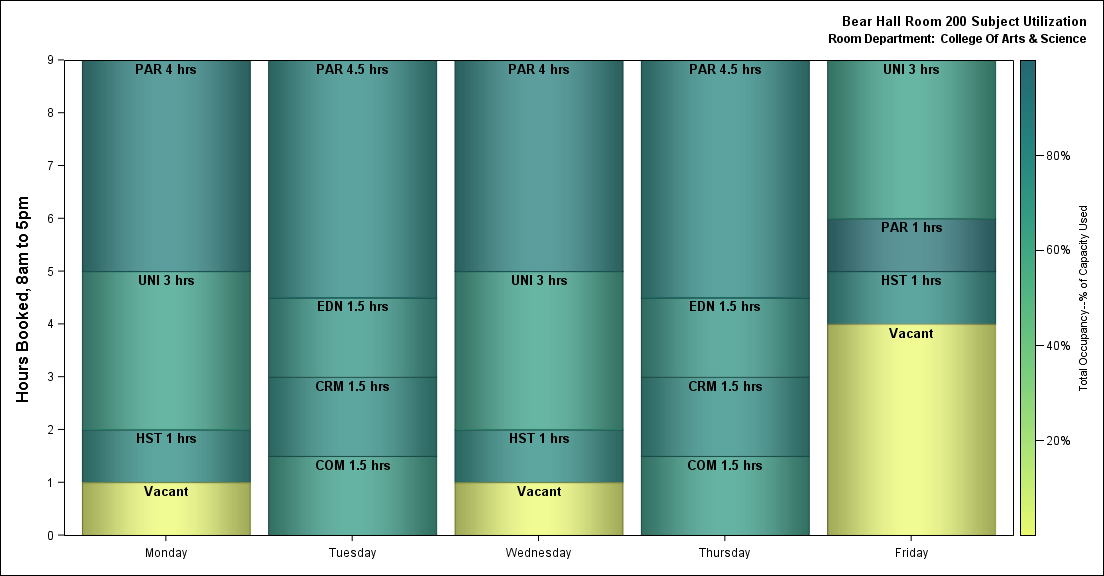 Bear Hall Room 200 Subject Utilization
Room Department: College Of Arts & Science
Hours Booked, 8am to 5pm
9
8
7
6
5
4
3
2
1
0
PAR 4 hrs
UNI 3 hrs
HST 1 hrs
Vacant
Monday
PAR 4.5 hrs
EDN 1.5 hrs
CRM 1.5 hrs
COM 1.5 hrs
Tuesday
PAR 4 hrs
UNI 3 hrs
HST 1 hrs
Vacant
Wednesday
PAR 4.5 hrs
EDN 1.5 hrs
CRM 1.5 hrs
COM 1.5 hrs
Thursday
UNI 3 hrs
PAR 1 hrs
HST 1 hrs
Vacant
Friday
80%
60%
40%
20%
Total Occupancy--% of Capacity Used